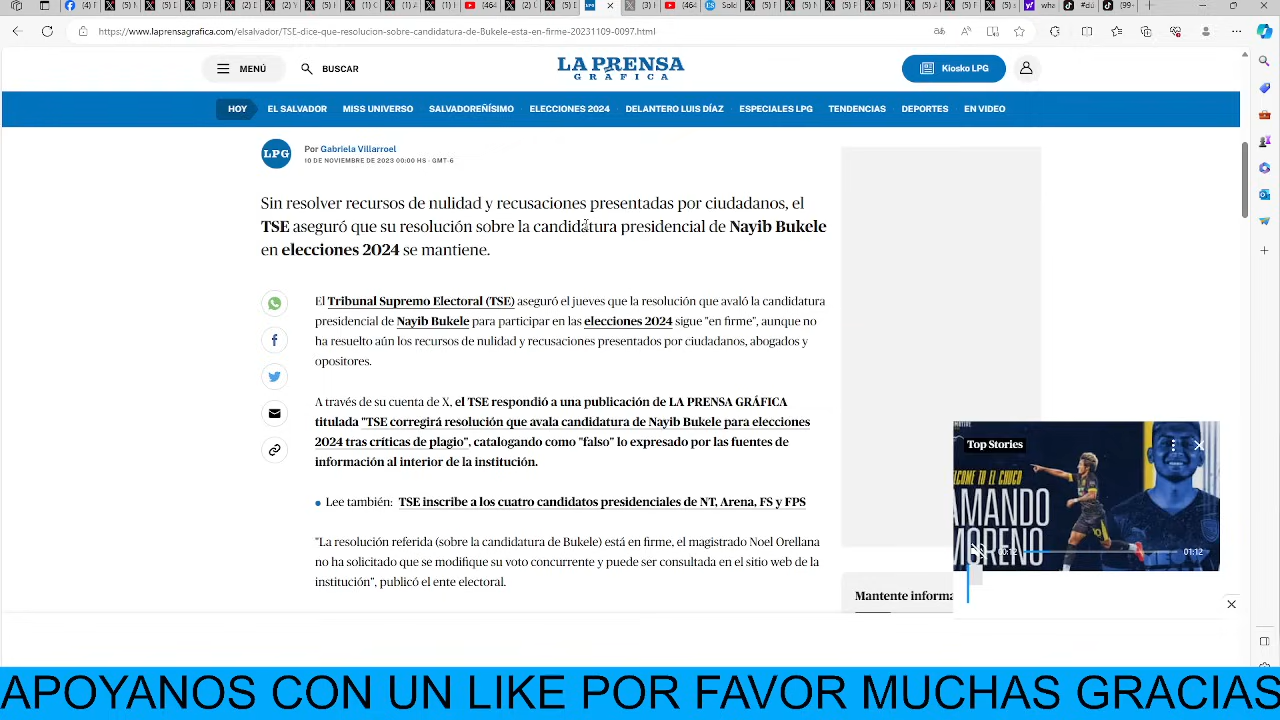 https://www.laprensagrafica.com/elsalvador/TSE-dice-que-resolucion-sobre-candidatura-de-Bukele-esta-en-firme-20231109-0097.html
MENÚ
BUSCAR
LA PRENSA
GRÁFICA
Kiosko LPG
HOY EL SALVADOR MISS UNIVERSO SALVADOREÑÍSIMO ELECCIONES 2024 DELANTERO LUIS DÍAZ ESPECIALES LPG TENDENCIAS DEPORTES EN VIDEO
LPG
Por Gabriela Villarroel
10 DE NOVIEMBRE DE 2023 00:00 HS - GMT-6
Sin resolver recursos de nulidad y recusaciones presentadas por ciudadanos, el
TSE aseguró que su resolución sobre la candidatura presidencial de Nayib Bukele
en elecciones 2024 se mantiene.
El Tribunal Supremo Electoral (TSE) aseguró el jueves que la resolución que avaló la candidatura
presidencial de Nayib Bukele para participar en las elecciones 2024 sigue "en firme", aunque no
ha resuelto aún los recursos de nulidad y recusaciones presentados por ciudadanos, abogados y
opositores.
A través de su cuenta de X, el TSE respondió a una publicación de LA PRENSA GRÁFICA
titulada "TSE corregirá resolución que avala candidatura de Nayib Bukele para elecciones
2024 tras críticas de plagio", catalogando como "falso" lo expresado por las fuentes de
información al interior de la institución.
Lee también: TSE inscribe a los cuatro candidatos presidenciales de NT, Arena, FS y FPS
"La resolución referida (sobre la candidatura de Bukele) está en firme, el magistrado Noel Orellana
no ha solicitado que se modifique su voto concurrente y puede ser consultada en el sitio web de la
institución", publicó el ente electoral.
Top Stories
WELCOME TO EL CHUCO
AMANDO
MORENO
00:12
01:12
Mantente informa
APOYANOS CON UN LIKE POR FAVOR MUCHAS GRACIAS